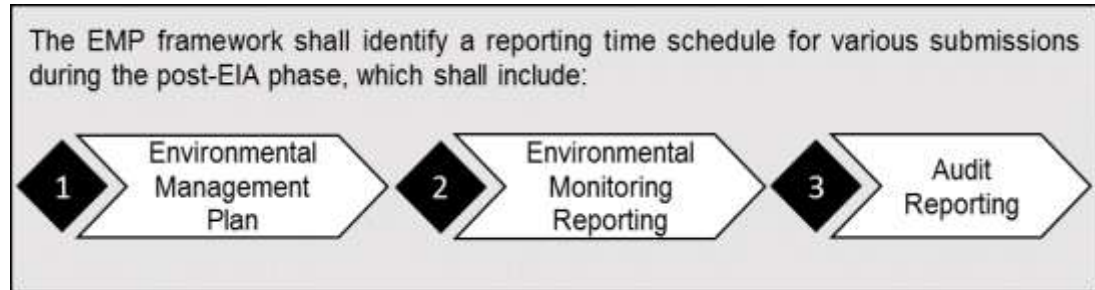 The EMP framework shall identify a reporting time schedule for various submissions
during the post-EIA phase, which shall include:
1
Environmental
Management
Plan
2
Environmental
Monitoring
Reporting
3
Audit
Reporting